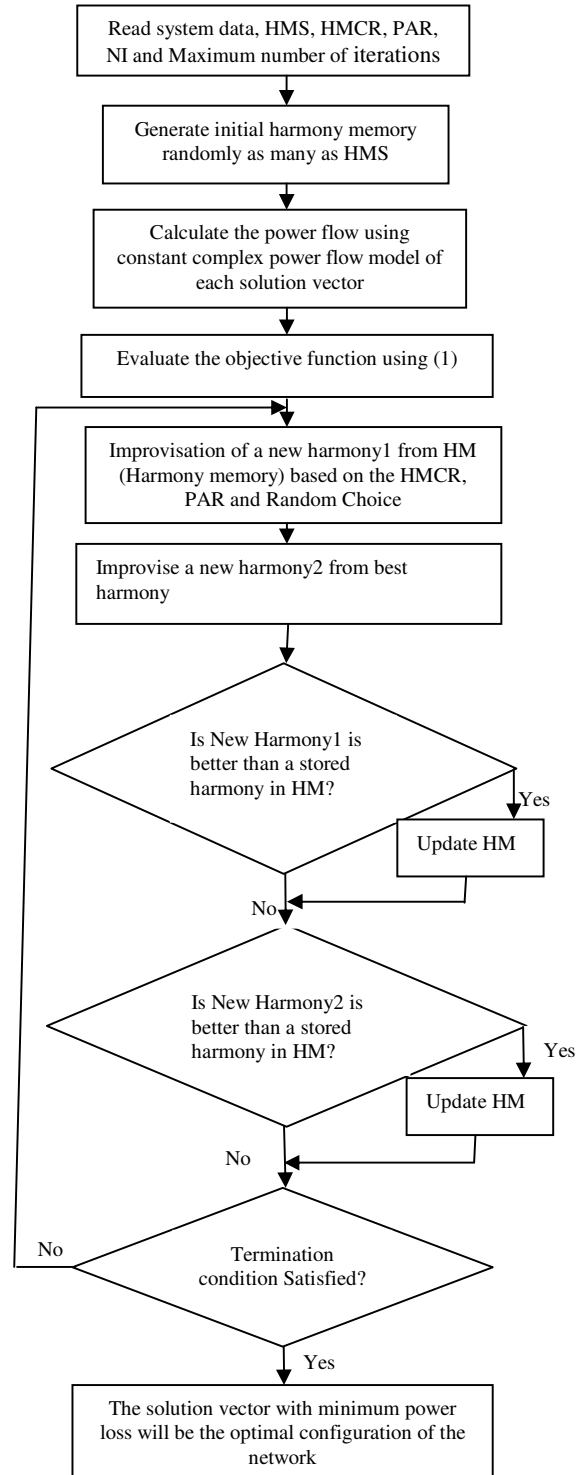 Read system data, HMS, HMCR, PAR,
NI and Maximum number of iterations
Generate initial harmony memory
randomly as many as HMS
Calculate the power flow using
constant complex power flow model of
each solution vector
Evaluate the objective function using (1)
Improvisation of a new harmony1 from HM
(Harmony memory) based on the HMCR,
PAR and Random Choice
Improvise a new harmony2 from best
harmony
Is New Harmony1 is
better than a stored
harmony in HM?
Yes
Update HM
No
Is New Harmony2 is
better than a stored
harmony in HM?
Yes
Update HM
No
No
Termination
condition Satisfied?
Yes
The solution vector with minimum power
loss will be the optimal configuration of the
network